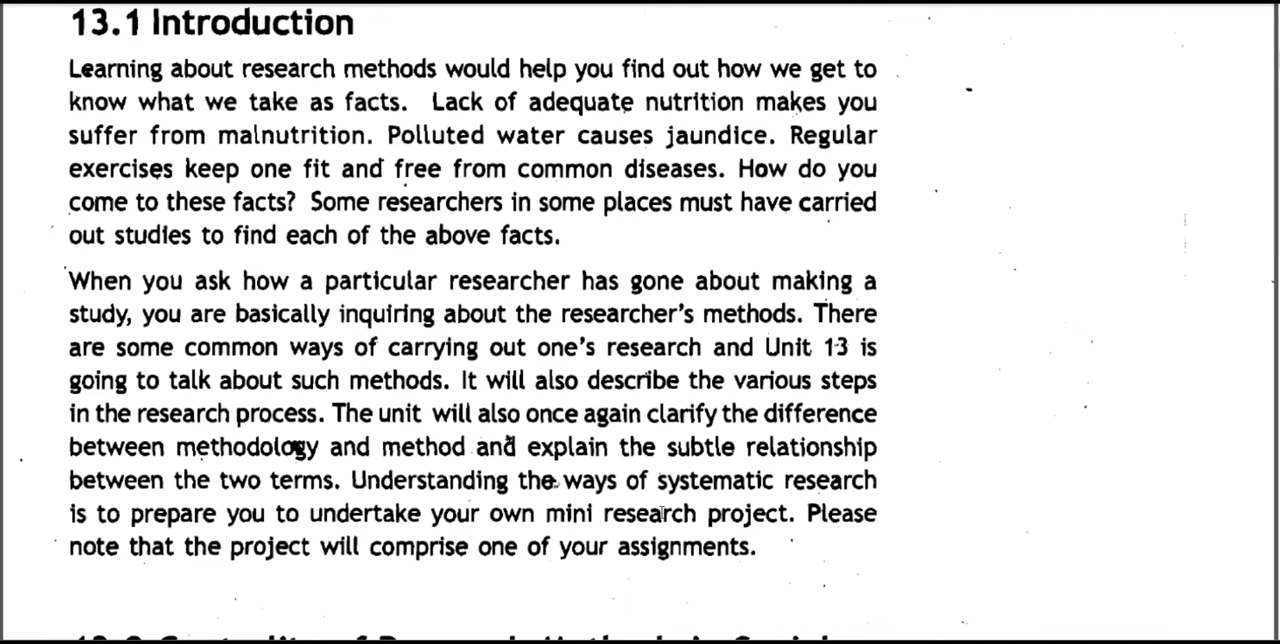 13.1 Introduction
Learning about research methods would help you find out how we get to
know what we take as facts. Lack of adequate nutrition makes you
suffer from malnutrition. Polluted water causes jaundice. Regular
exercises keep one fit and free from common diseases. How do you
come to these facts? Some researchers in some places must have carried
out studies to find each of the above facts.
When you ask how a particular researcher has gone about making a
study, you are basically inquiring about the researcher's methods. There
are some common ways of carrying out one's research and Unit 13 is
going to talk about such methods. It will also describe the various steps
in the research process. The unit will also once again clarify the difference
between methodology and method and explain the subtle relationship
between the two terms. Understanding the ways of systematic research
is to prepare you to undertake your own mini research project. Please
note that the project will comprise one of your assignments.